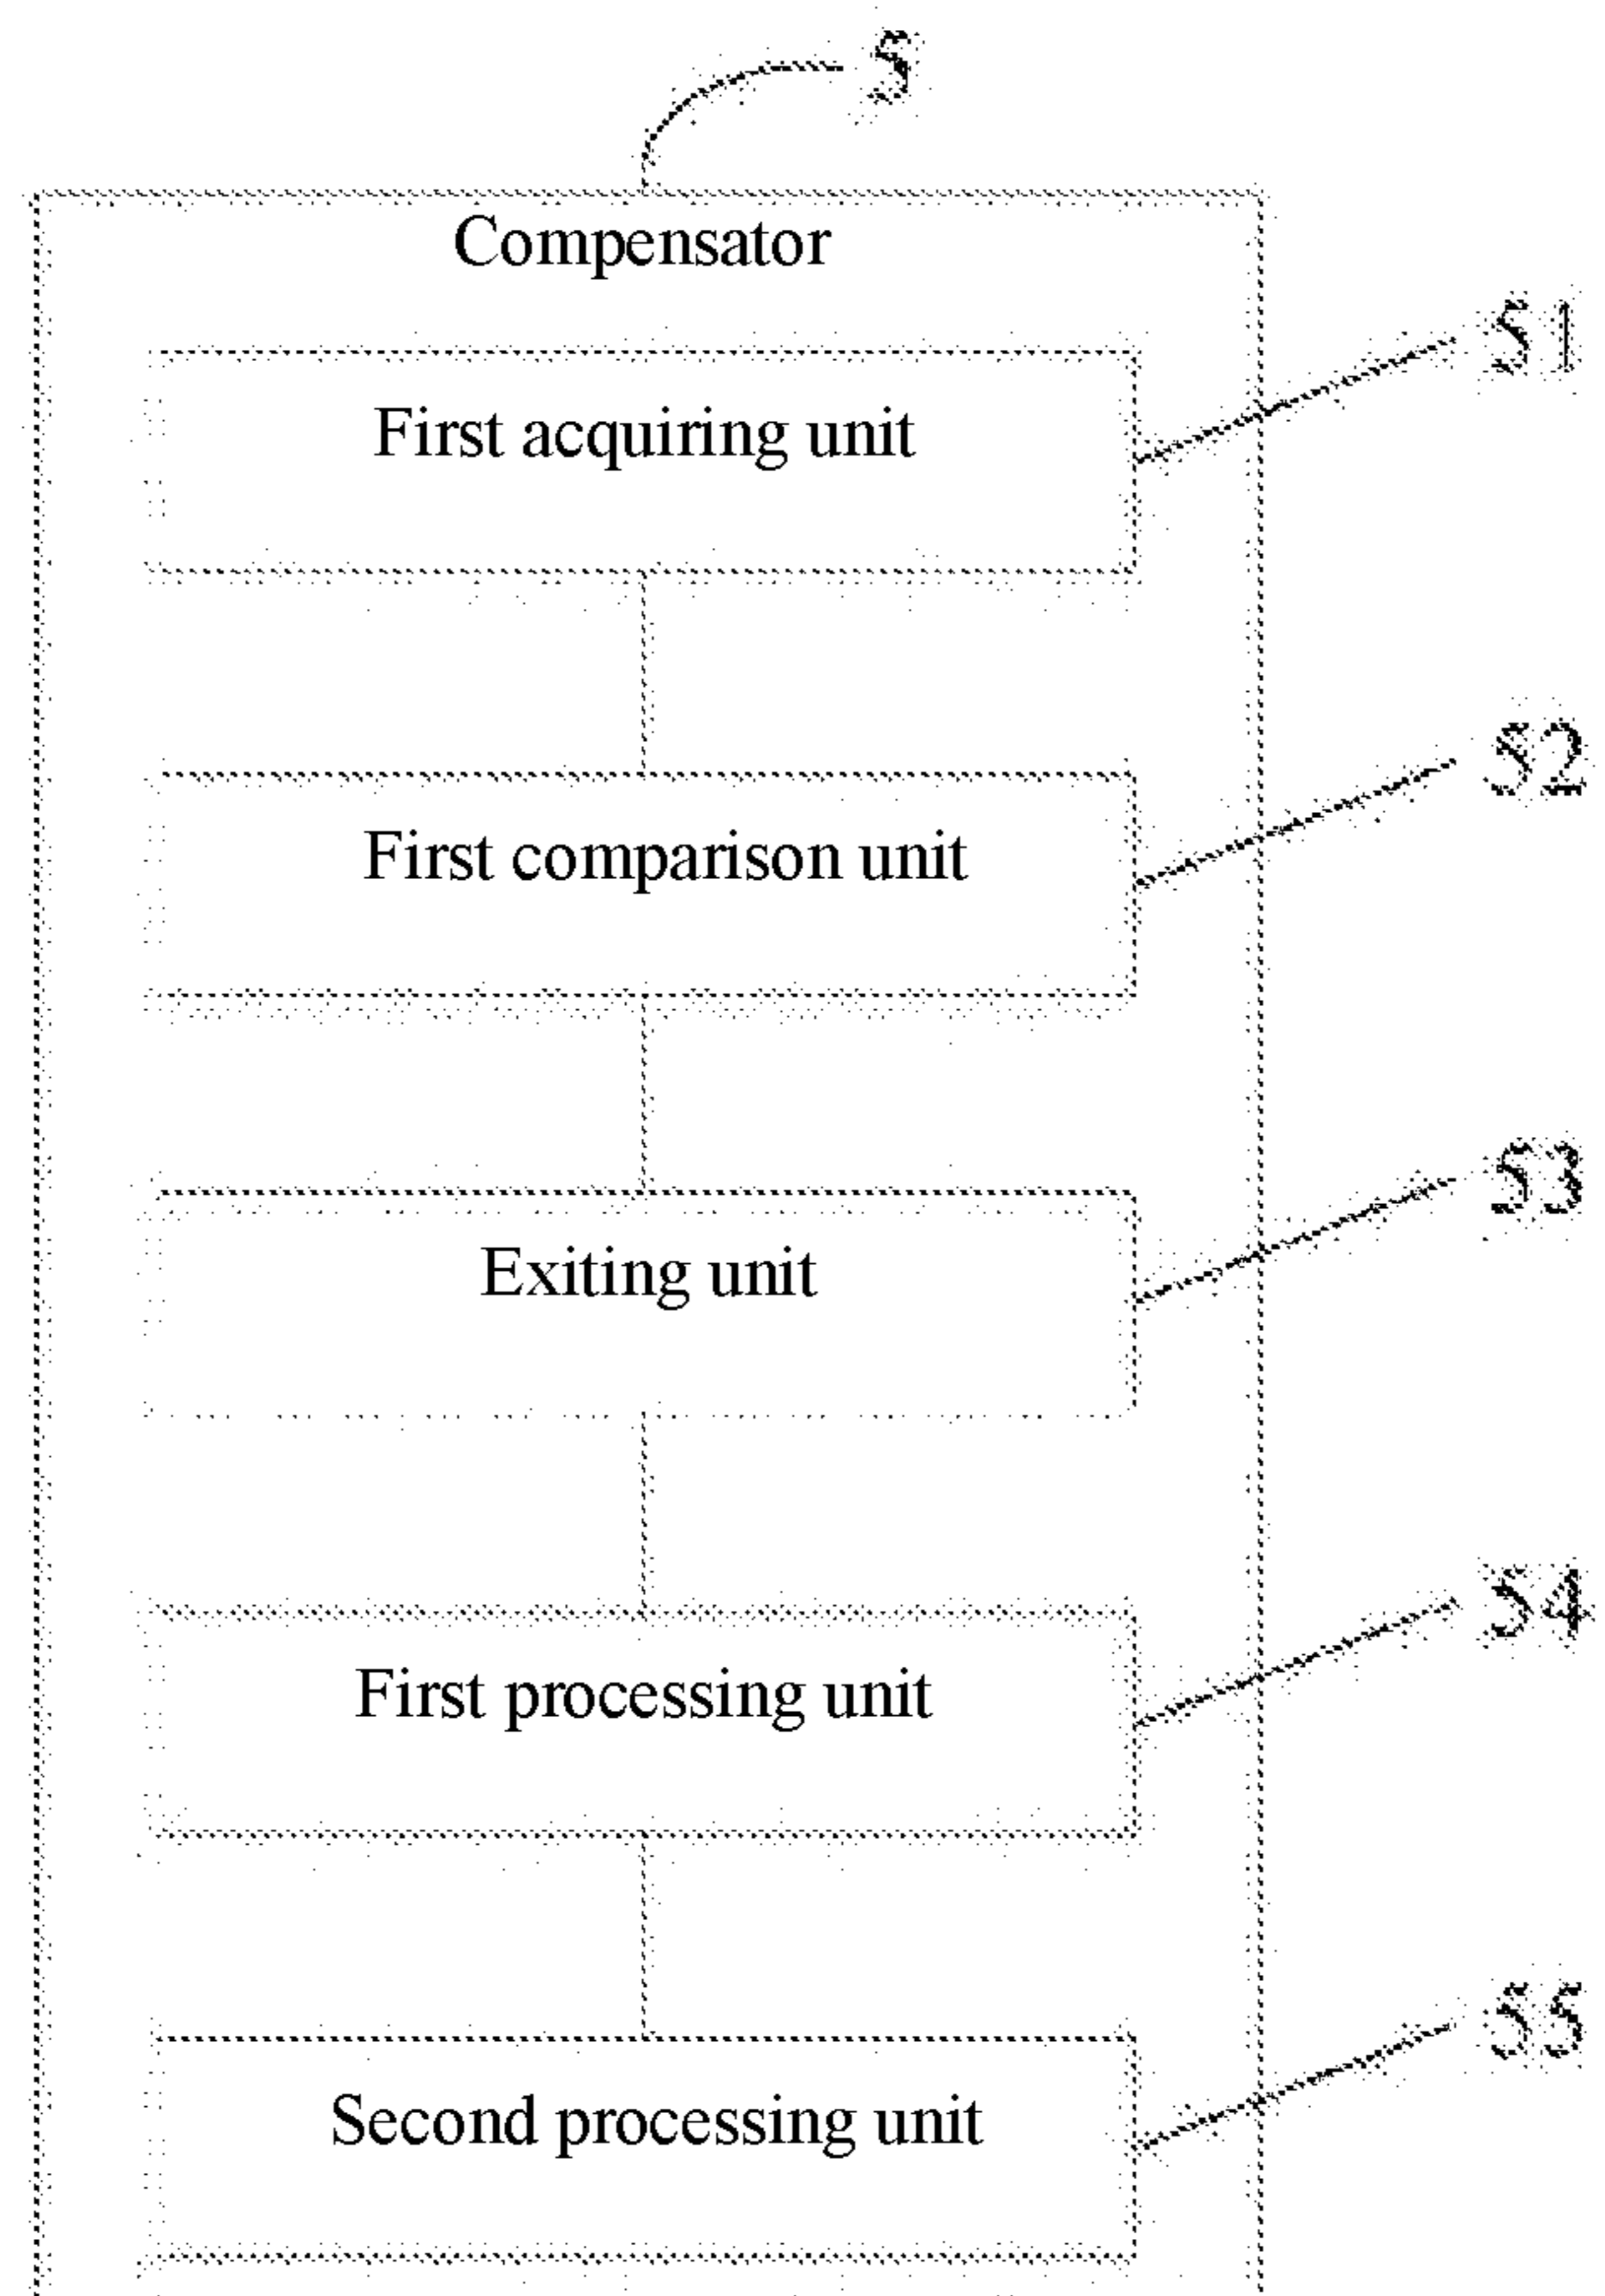 5
Compensator
51
First acquiring unit
52
First comparison unit
53
Exiting unit
54
First processing unit
55
Second processing unit